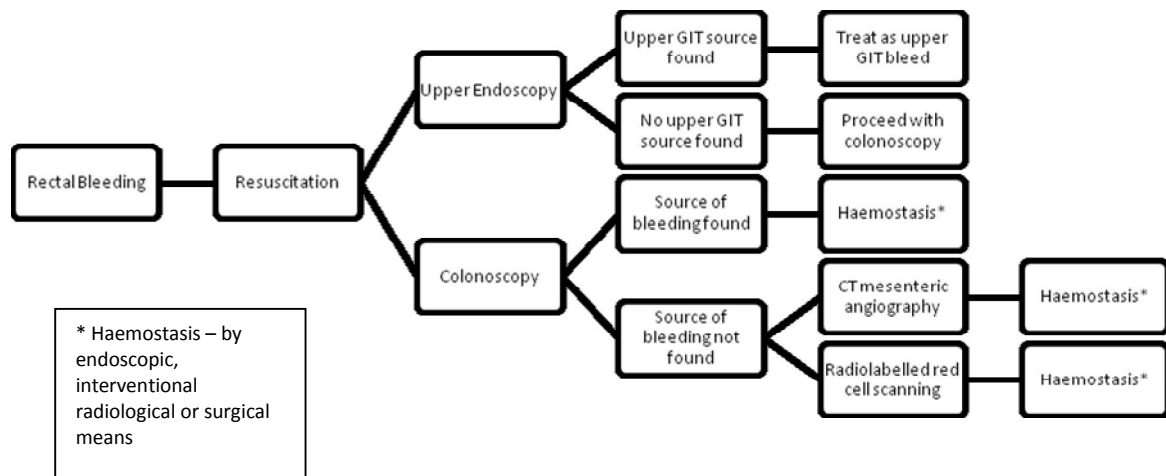 Rectal Bleeding
Resuscitation
Upper Endoscopy
Upper GIT source
found
Treat as upper
GIT bleed
No upper GIT
source found
Proceed with
colonoscopy
Colonoscopy
Source of
bleeding found
Haemostasis*
Source of
bleeding not
found
CT mesenteric
angiography
Haemostasis*
Radiolabelled red
cell scanning
Haemostasis*
* Haemostasis – by
endoscopic,
interventional
radiological or surgical
means